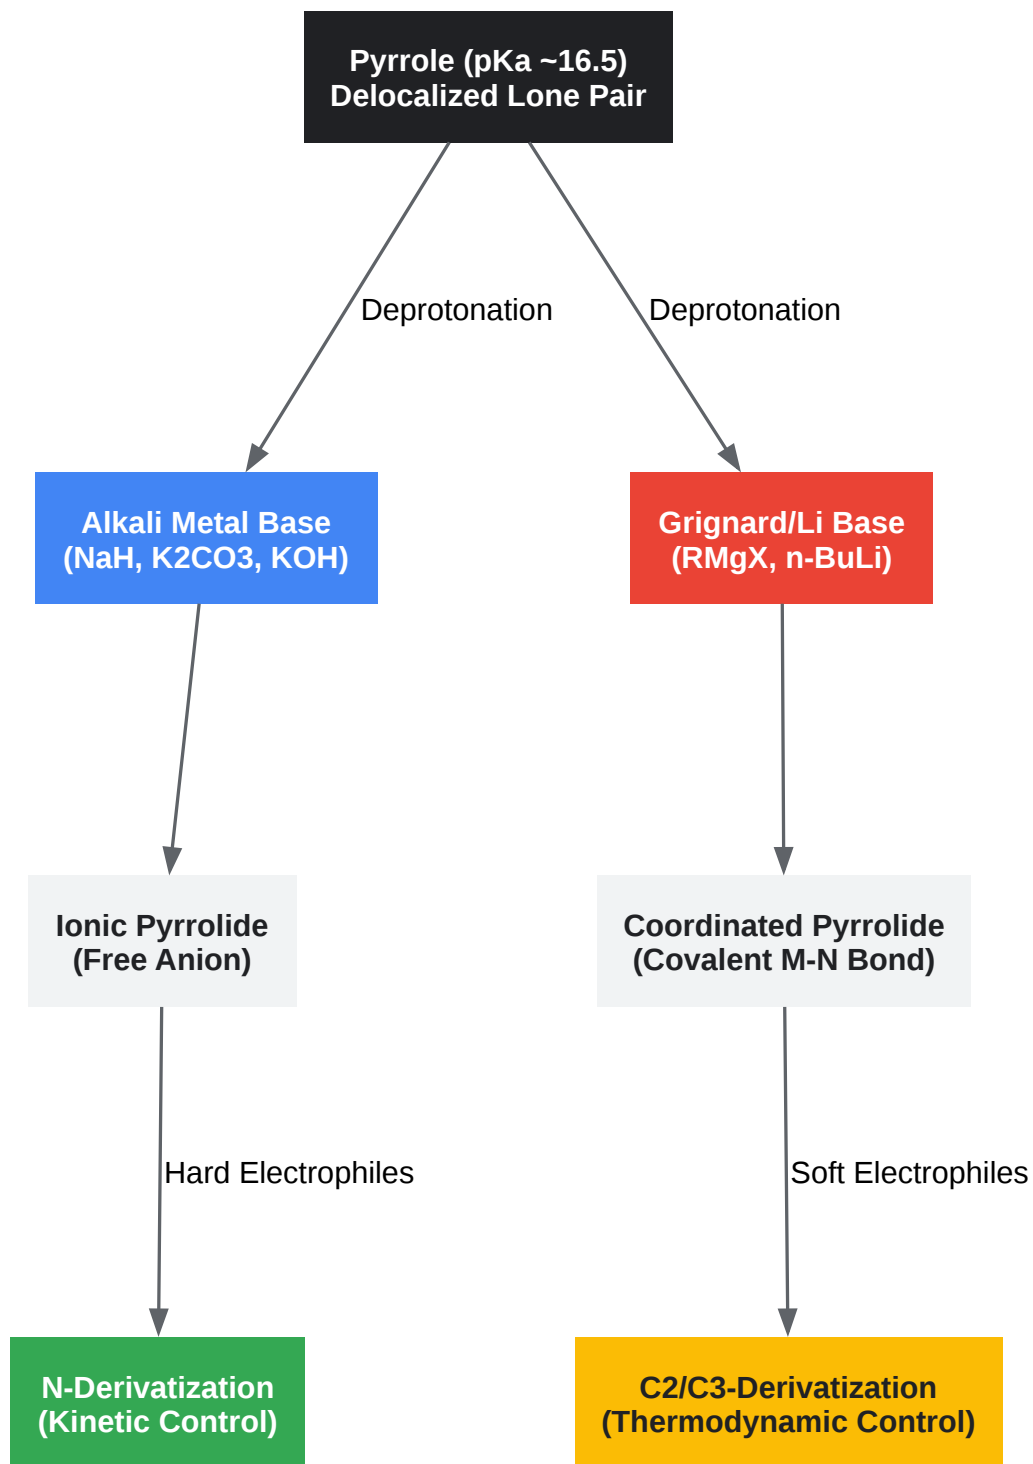 Pyrrole (pKa ~16.5)
Delocalized Lone Pair
Deprotonation
Deprotonation
Alkali Metal Base
(NaH, K2CO3, KOH)
Grignard/Li Base
(RMgX, n-BuLi)
Ionic Pyrrolide
(Free Anion)
Coordinated Pyrrolide
(Covalent M-N Bond)
Hard Electrophiles
Soft Electrophiles
N-Derivatization
(Kinetic Control)
C2/C3-Derivatization
(Thermodynamic Control)